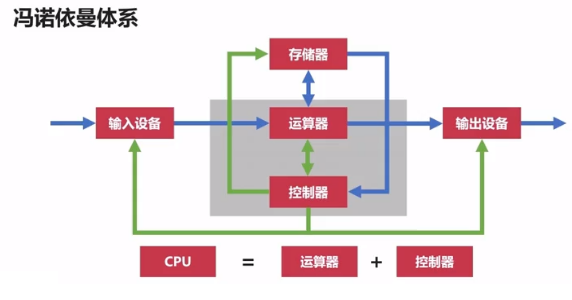 冯诺依曼体系
存储器
输入设备
运算器
输出设备
控制器
CPU = 运算器 + 控制器